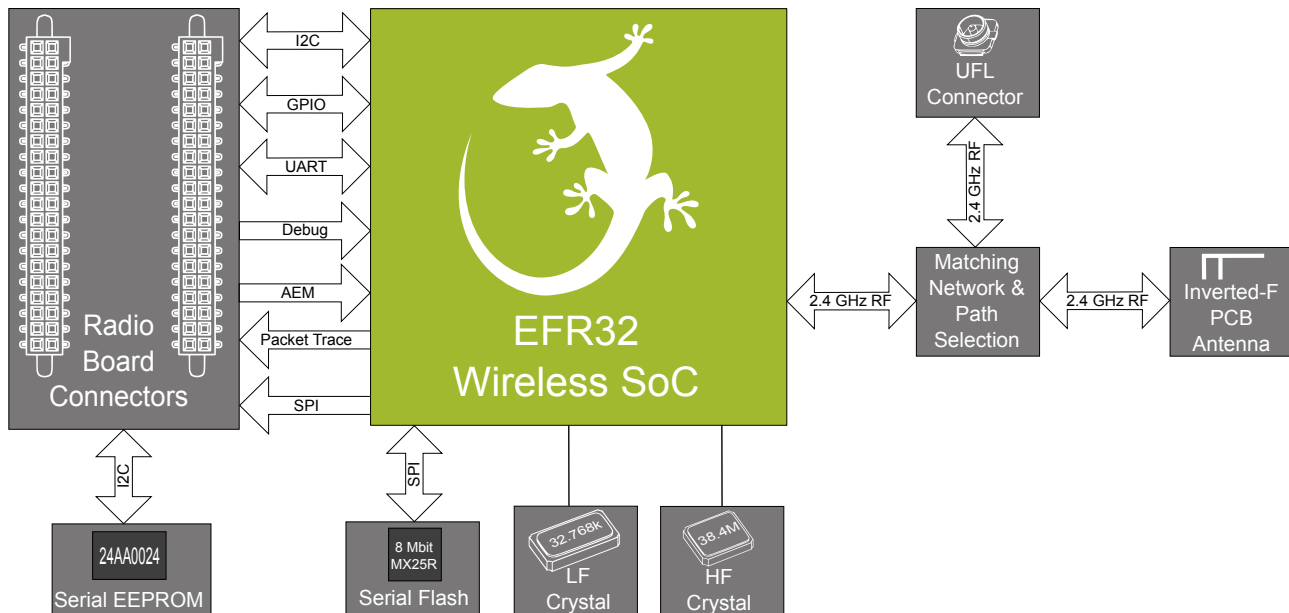 I2C
GPIO
UART
Debug
AEM
Packet Trace
SPI
Radio
Board
Connectors
EFR32
Wireless SoC
UFL
Connector
2.4 GHz RF
2.4 GHz RF
Matching
Network &
Path
Selection
2.4 GHz RF
Inverted-F
PCB
Antenna
I2C
24AA0024
Serial EEPROM
SPI
8 Mbit
MX25R
Serial Flash
32.768k
LF
Crystal
38.4M
HF
Crystal